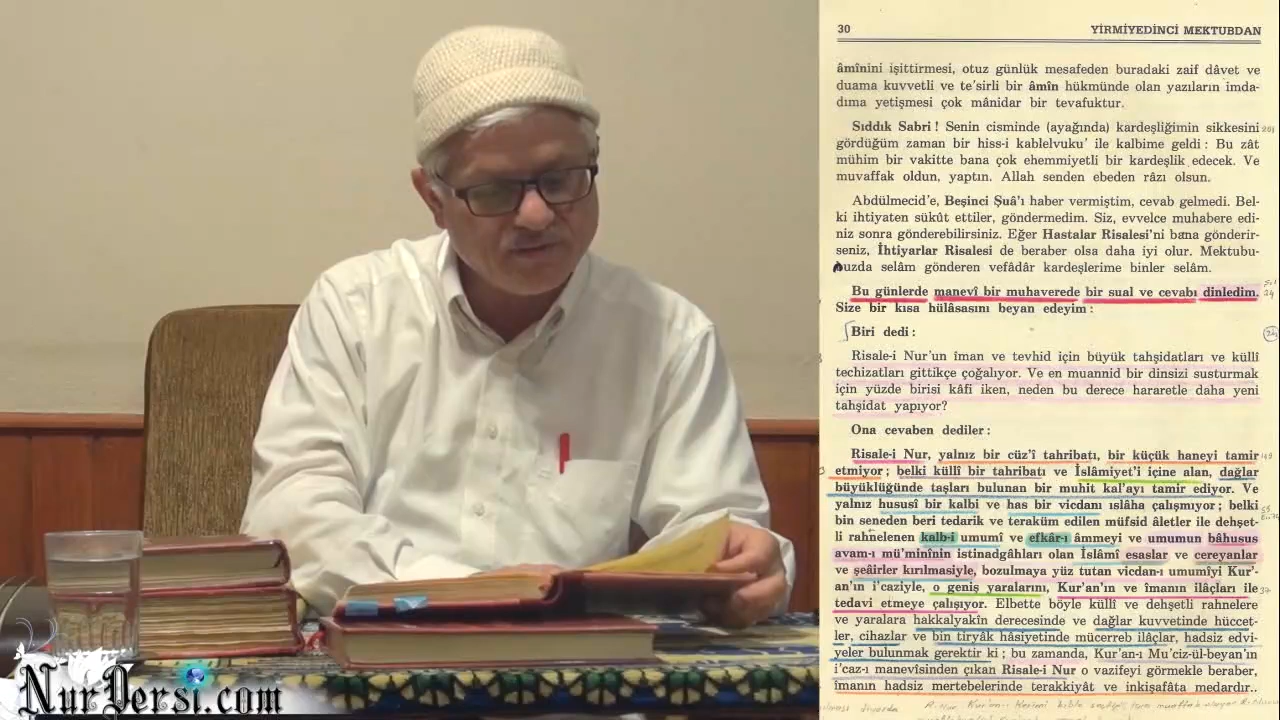 30 YİRMİYEDİNCİ MEKTUBDAN
âmînini işittirmesi, otuz günlük mesafeden buradaki zaif dâvet ve
duama kuvvetli ve te'sirli bir âmîn hükmünde olan yazıların imda-
dıma yetişmesi çok mânidar bir tevafuktur.
Sıddık Sabri! Senin cisminde (ayağında) kardeşliğimin sikkesini
gördüğüm zaman bir hiss-i kablelvuku' ile kalbime geldi: Bu zât
mühim bir vakitte bana çok ehemmiyetli bir kardeşlik edecek. Ve
muvaffak oldun, yaptın. Allah senden ebeden râzı olsun.
Abdülmecid'e, Beşinci Şuâ'ı haber vermiştim, cevab gelmedi. Bel-
ki ihtiyaten sükût ettiler, göndermedim. Siz, evvelce muhabere edi-
niz sonra gönderebilirsiniz. Eğer Hastalar Risalesi'ni bana gönderir-
seniz, İhtiyarlar Risalesi de beraber olsa daha iyi olur. Mektubu-
nuzda selâm gönderen vefâdâr kardeşlerime binler selâm.
Bu günlerde manevî bir muhaverede bir sual ve cevabı dinledim.
Size bir kısa hülâsasını beyan edeyim:
Biri dedi:
Risale-i Nur'un îman ve tevhid için büyük tahşidatları ve küllî
techizatları gittikçe çoğalıyor. Ve en muannid bir dinsizi susturmak
için yüzde birisi kâfi iken, neden bu derece hararetle daha yeni
tahşidat yapıyor?
Ona cevaben dediler:
Risale-i Nur, yalnız bir cüz'î tahribatı, bir küçük haneyi tamir
etmiyor; belki küllî bir tahribatı ve İslâmiyet'i içine alan, dağlar
büyüklüğünde taşları bulunan bir muhit kal'ayı tamir ediyor. Ve
yalnız hususî bir kalbi ve has bir vicdanı ıslâha çalışmıyor; belki
bin seneden beri tedarik ve teraküm edilen müfsid âletler ile dehşet-
li rahnelenen kalb-i umumî ve efkâr-ı âmmeyi ve umumun bâhusus
avam-ı mü'minînin istinadgâhları olan İslâmî esaslar ve cereyanlar
ve şeâirler kırılmasiyle, bozulmaya yüz tutan vicdan-ı umumîyi Kur'-
an'ın i'caziyle, o geniş yaralarını, Kur'an'ın ve îmanın ilâçları ile
tedavi etmeye çalışıyor. Elbette böyle küllî ve dehşetli rahnelere
ve yaralara hakkalyakîn derecesinde ve dağlar kuvvetinde hüccet-
ler, cihazlar ve bin tiryâk hâsiyetinde mücerreb ilâçlar, hadsiz edvi-
yeler bulunmak gerektir ki; bu zamanda, Kur'an-ı Mu'ciz-ül-beyan'ın
i'caz-ı manevîsinden çıkan Risale-i Nur o vazifeyi görmekle beraber,
îmanın hadsiz mertebelerinde terakkiyât ve inkişafâta medardır..
NurDersi.com